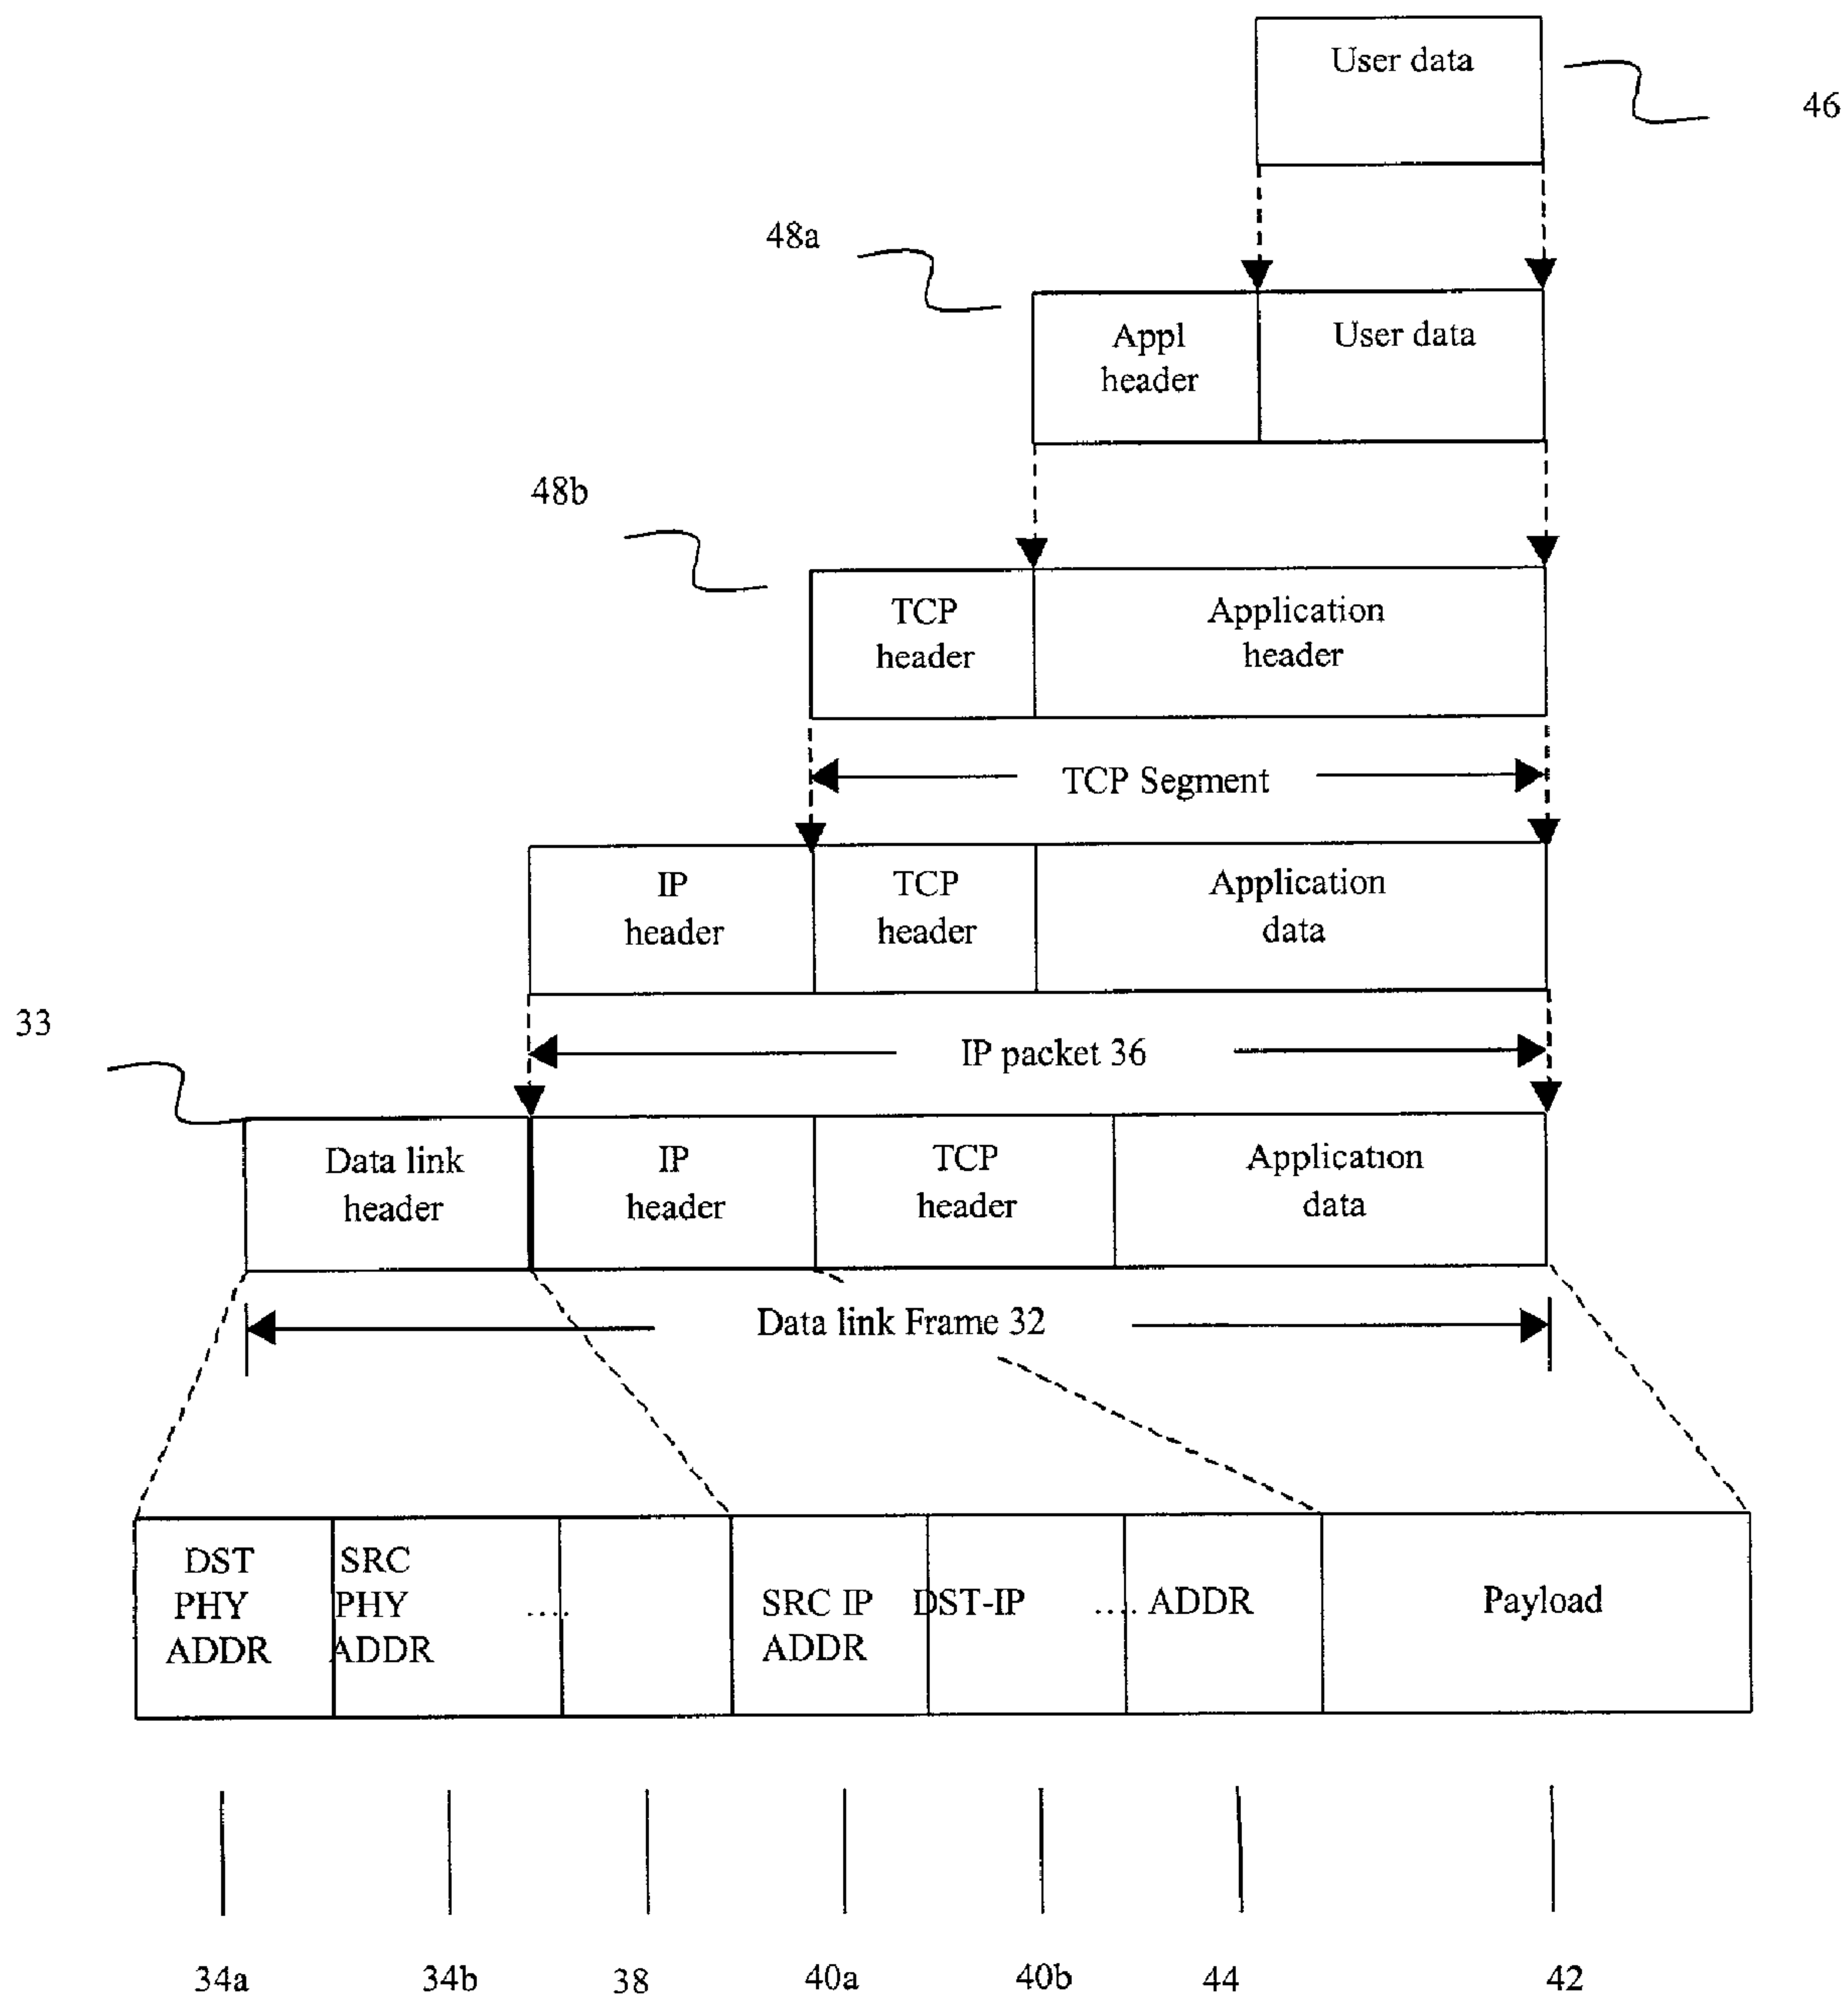 User data
46
48a
Appl
header
User data
48b
TCP
header
Application
header
TCP Segment
IP
header
TCP
header
Application
data
33
IP packet 36
Data link
header
IP
header
TCP
header
Application
data
Data link Frame 32
DST
PHY
ADDR
SRC
PHY
ADDR
....
SRC IP
ADDR
DST-IP
.... ADDR
Payload
34a
34b
38
40a
40b
44
42